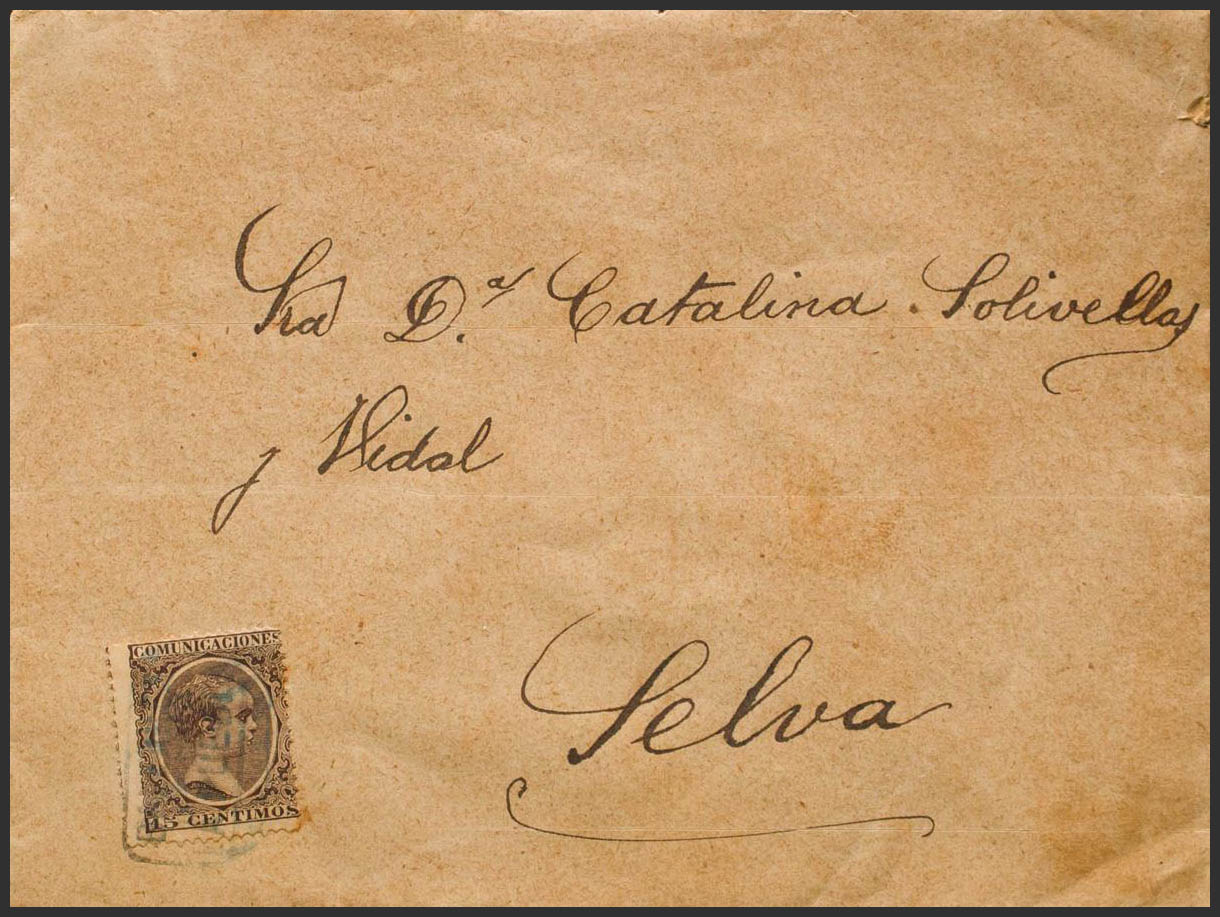 Sra D.ª Catalina Solivellas
y Vidal
Selva
COMUNICACIONES
15 CENTIMOS